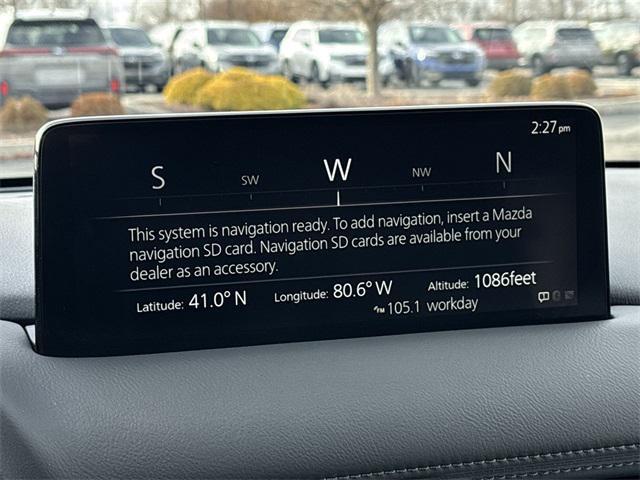 2:27pm
S SW W NW N
This system is navigation ready. To add navigation, insert a Mazda
navigation SD card. Navigation SD cards are available from your
dealer as an accessory.
Latitude: 41.0° N Longitude: 80.6° W Altitude: 1086feet
FM 105.1 workday